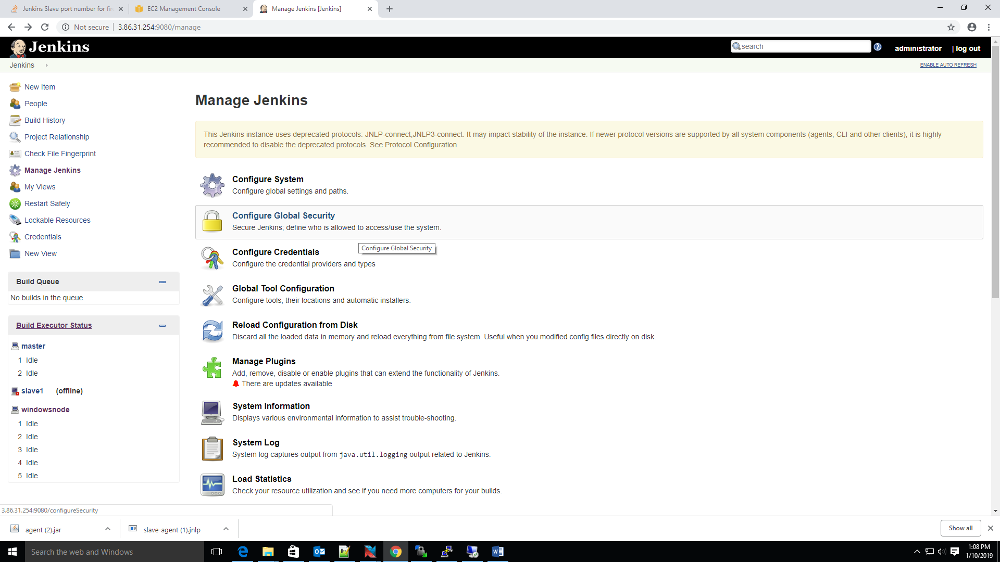 Jenkins Slave port number for fin
EC2 Management Console
Manage Jenkins [Jenkins]
Not secure
3.86.31.254:9080/manage
Jenkins
search
administrator
| log out
Jenkins
ENABLE AUTO REFRESH
New Item
People
Build History
Project Relationship
Check File Fingerprint
Manage Jenkins
My Views
Restart Safely
Lockable Resources
Credentials
New View
Build Queue
No builds in the queue.
Build Executor Status
master
1 Idle
2 Idle
slave1 (offline)
windowsnode
1 Idle
2 Idle
3 Idle
4 Idle
5 Idle
Manage Jenkins
This Jenkins instance uses deprecated protocols: JNLP-connect,JNLP3-connect. It may impact stability of the instance. If newer protocol versions are supported by all system components (agents, CLI and other clients), it is highly
recommended to disable the deprecated protocols. See Protocol Configuration
Configure System
Configure global settings and paths.
Configure Global Security
Secure Jenkins; define who is allowed to access/use the system.
Configure Global Security
Configure Credentials
Configure the credential providers and types
Global Tool Configuration
Configure tools, their locations and automatic installers.
Reload Configuration from Disk
Discard all the loaded data in memory and reload everything from file system. Useful when you modified config files directly on disk.
Manage Plugins
Add, remove, disable or enable plugins that can extend the functionality of Jenkins.
There are updates available
System Information
Displays various environmental information to assist trouble-shooting.
System Log
System log captures output from java.util.logging output related to Jenkins.
Load Statistics
Check your resource utilization and see if you need more computers for your builds.
3.86.31.254:9080/configureSecurity
agent (2).jar
slave-agent (1).jnlp
Show all
Search the web and Windows
1:08 PM
1/10/2019